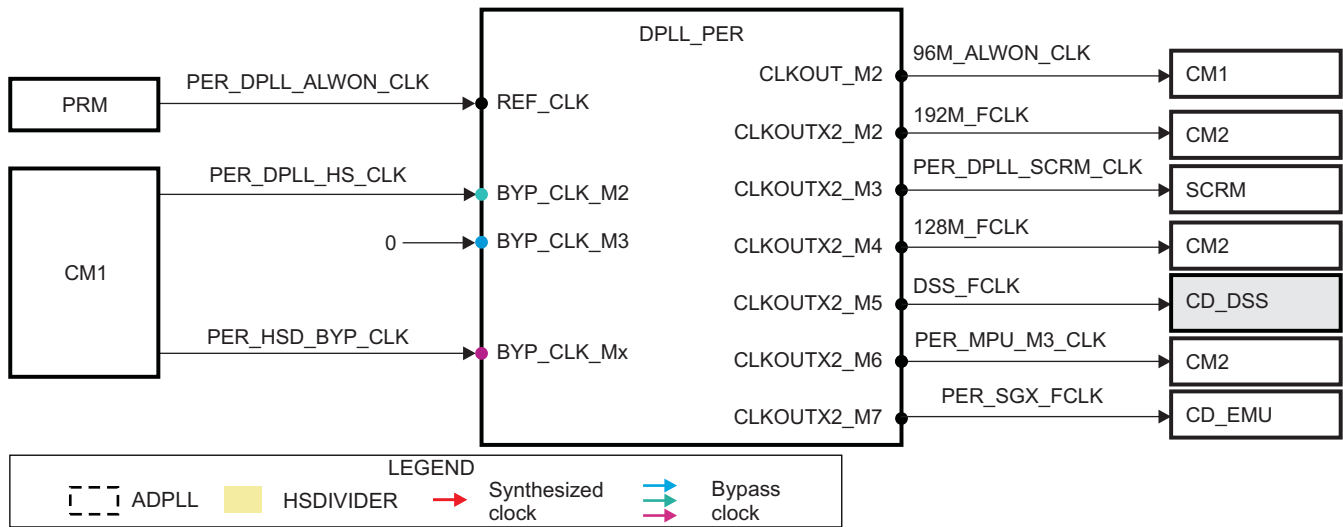 DPLL_PER
PRM
PER_DPLL_ALWON_CLK
REF_CLK
CM1
PER_DPLL_HS_CLK
BYP_CLK_M2
0
BYP_CLK_M3
PER_HSD_BYP_CLK
BYP_CLK_Mx
CLKOUT_M2
96M_ALWON_CLK
CM1
CLKOUTX2_M2
192M_FCLK
CM2
CLKOUTX2_M3
PER_DPLL_SCRM_CLK
SCRM
CLKOUTX2_M4
128M_FCLK
CM2
CLKOUTX2_M5
DSS_FCLK
CD_DSS
CLKOUTX2_M6
PER_MPU_M3_CLK
CM2
CLKOUTX2_M7
PER_SGX_FCLK
CD_EMU
LEGEND
ADPLL
HSDIVIDER
Synthesized
clock
Bypass
clock